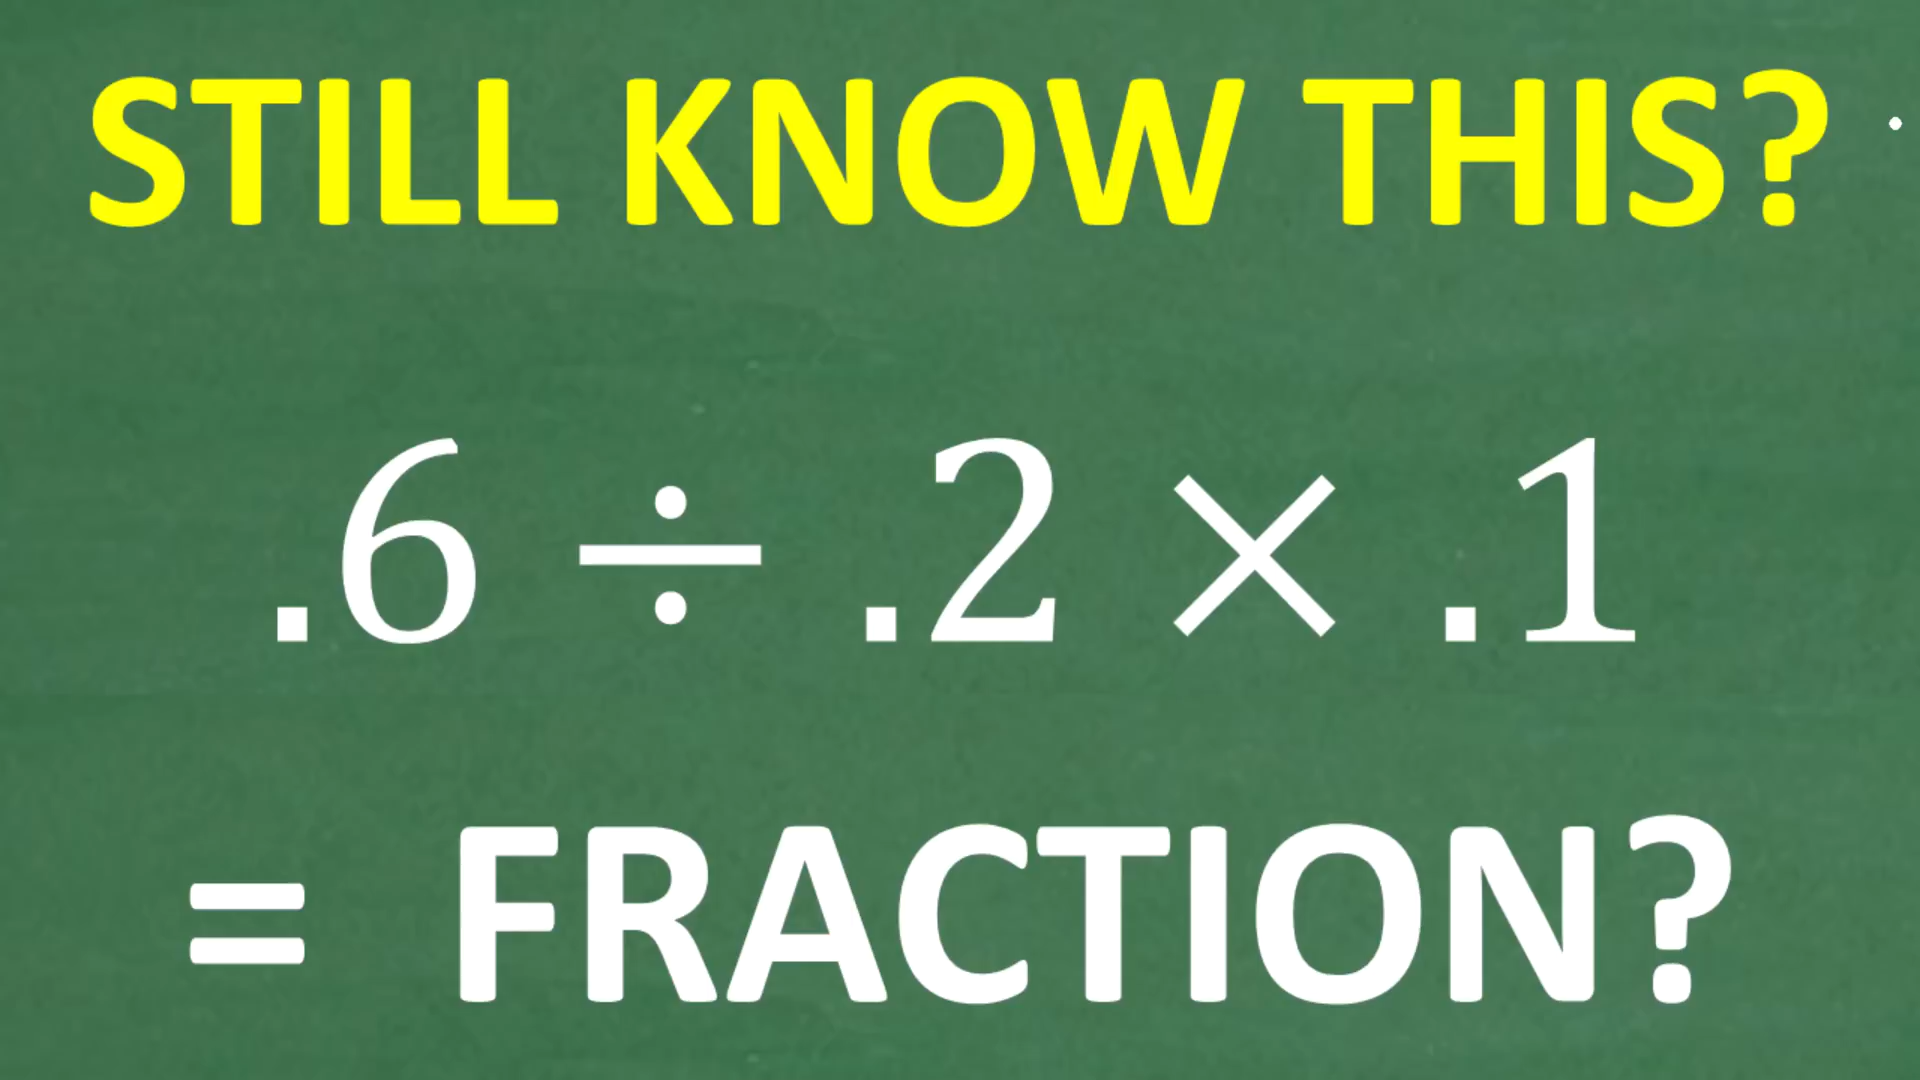 STILL KNOW THIS?
.6 ÷ .2 × .1
= FRACTION?